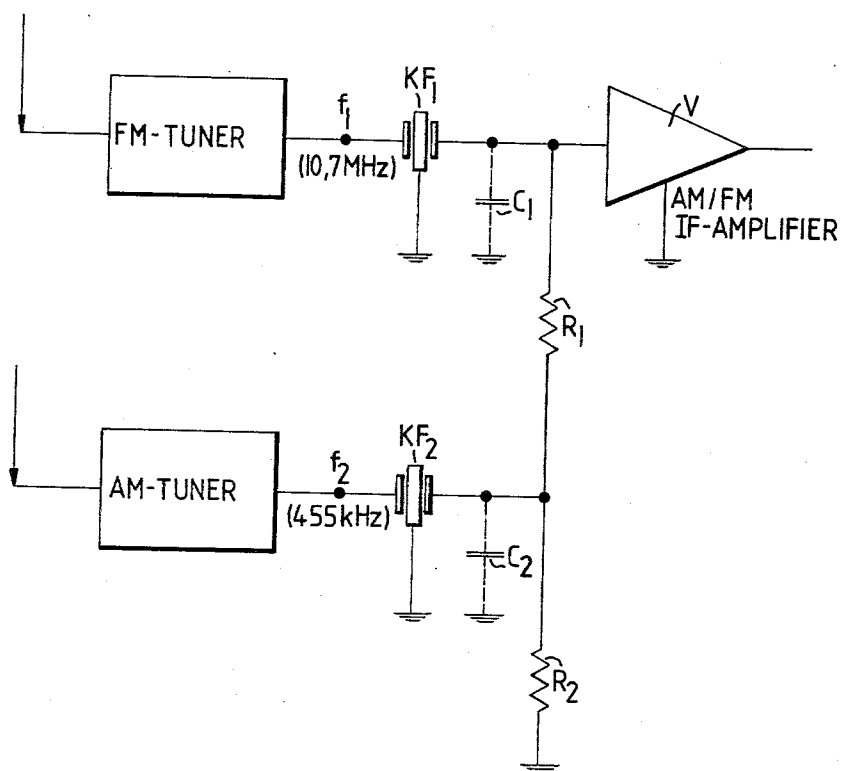 FM-TUNER
f1
(10,7MHz)
KF1
C1
V
AM/FM
IF-AMPLIFIER
R1
AM-TUNER
f2
(455kHz)
KF2
C2
R2